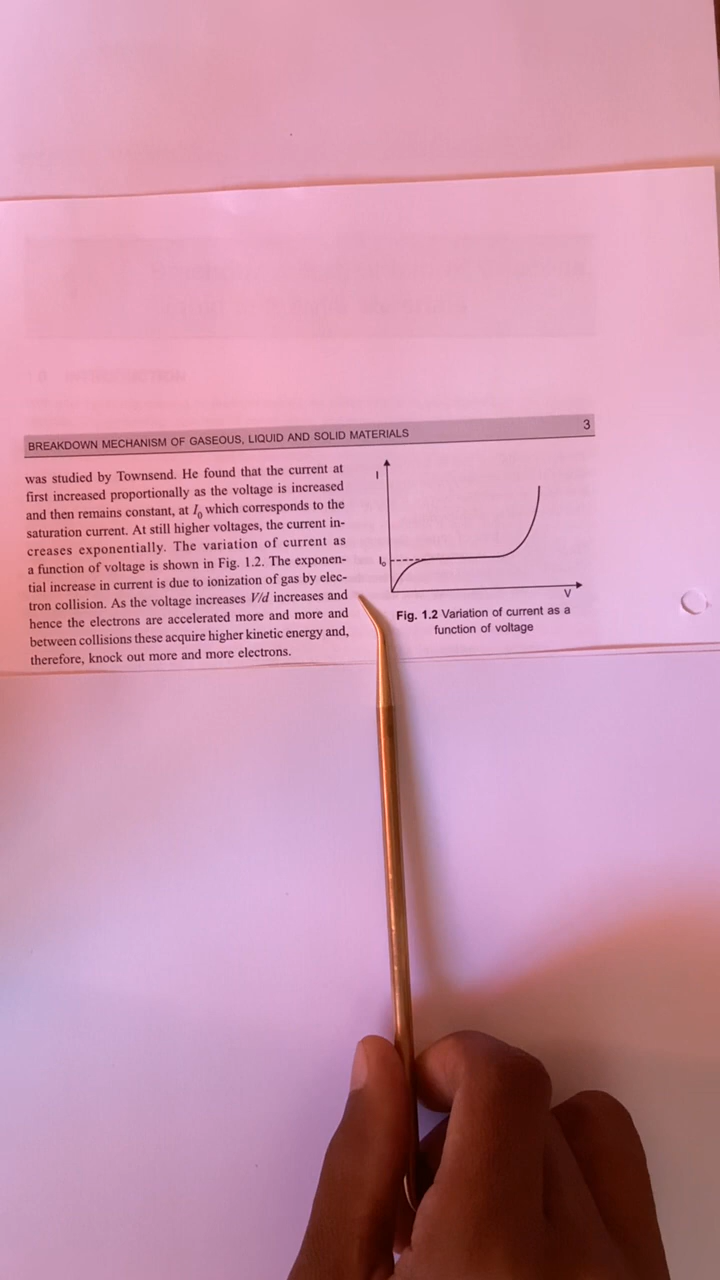 BREAKDOWN MECHANISM OF GASEOUS, LIQUID AND SOLID MATERIALS 3
was studied by Townsend. He found that the current at
first increased proportionally as the voltage is increased
and then remains constant, at I0 which corresponds to the
saturation current. At still higher voltages, the current in-
creases exponentially. The variation of current as
a function of voltage is shown in Fig. 1.2. The exponen-
tial increase in current is due to ionization of gas by elec-
tron collision. As the voltage increases V/d increases and
hence the electrons are accelerated more and more and
between collisions these acquire higher kinetic energy and,
therefore, knock out more and more electrons.
I
I0
V
Fig. 1.2 Variation of current as a
function of voltage